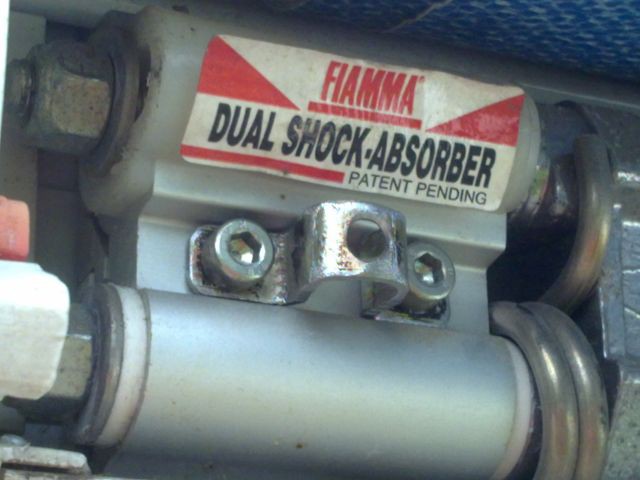 FIAMMA®
DUAL SHOCK-ABSORBER
PATENT PENDING